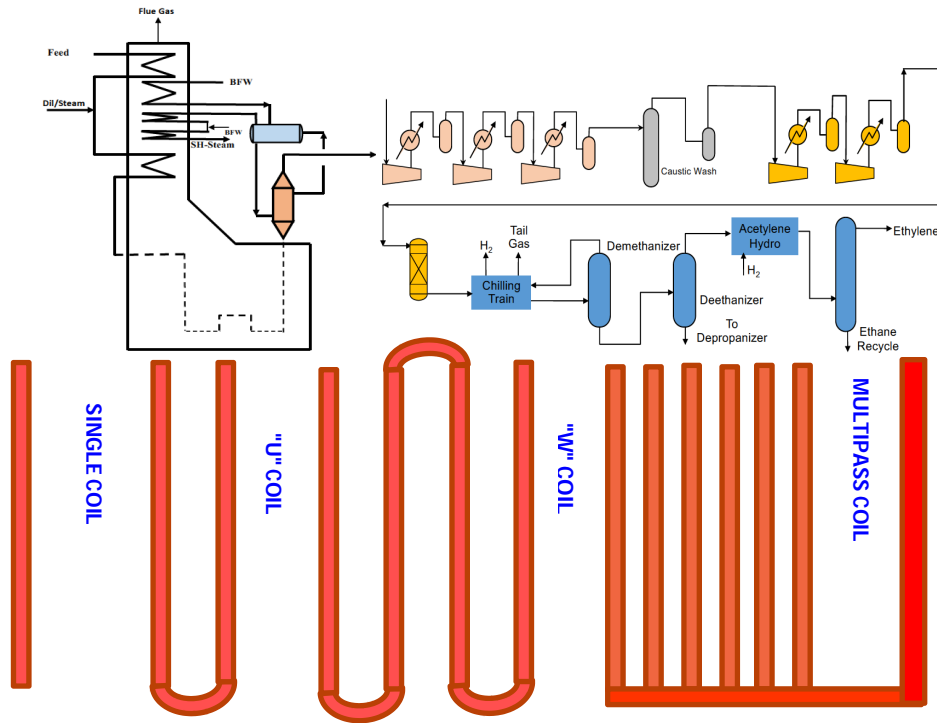 Flue Gas
Feed
BFW
Dil/Steam
BFW
SH-Steam
Caustic Wash
H2
Tail
Gas
Chilling
Train
Demethanizer
Deethanizer
To
Depropanizer
Acetylene
Hydro
H2
Ethylene
Ethane
Recycle
SINGLE COIL
"U" COIL
"W" COIL
MULTIPASS COIL